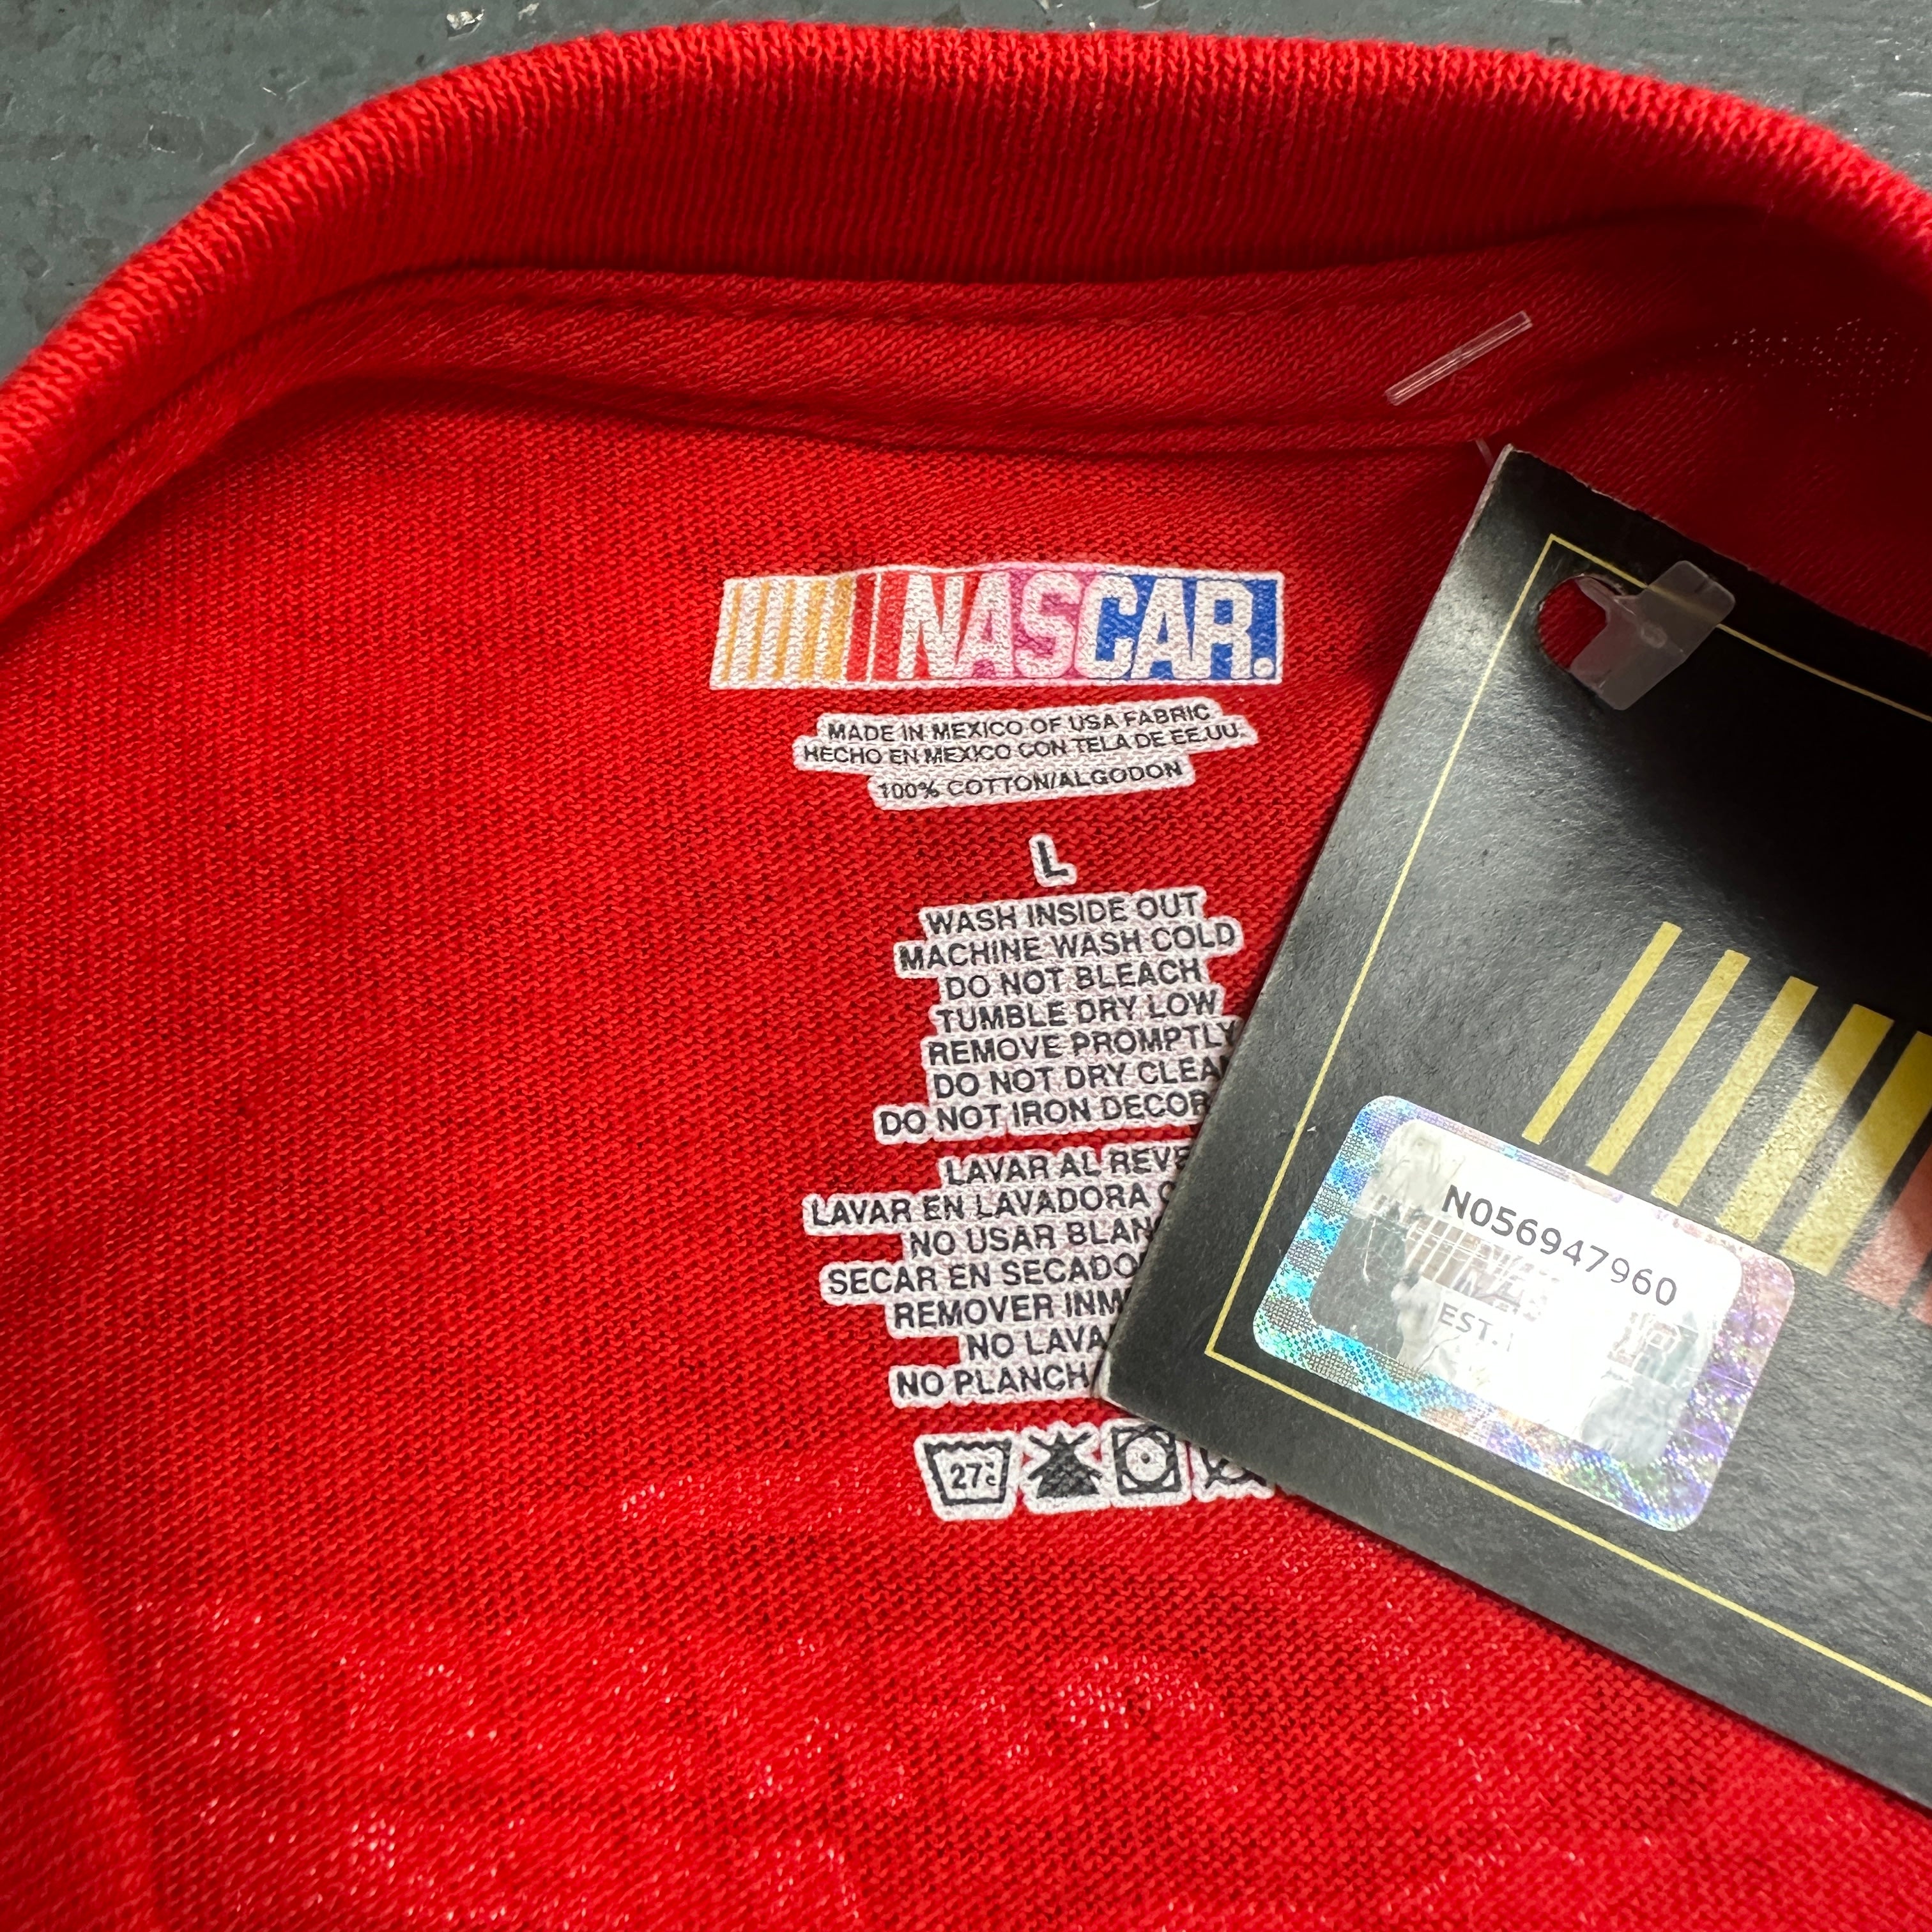 NASCAR.
MADE IN MEXICO OF USA FABRIC
HECHO EN MEXICO CON TELA DE EE.UU.
100% COTTON/ALGODON
L
WASH INSIDE OUT
MACHINE WASH COLD
DO NOT BLEACH
TUMBLE DRY LOW
REMOVE PROMPTLY
DO NOT DRY CLEA
DO NOT IRON DECOR
LAVAR AL REVE
LAVAR EN LAVADORA
NO USAR BLAN
SECAR EN SECADO
REMOVER INM
NO LAVA
NO PLANCH
27c
N056947960
EST.